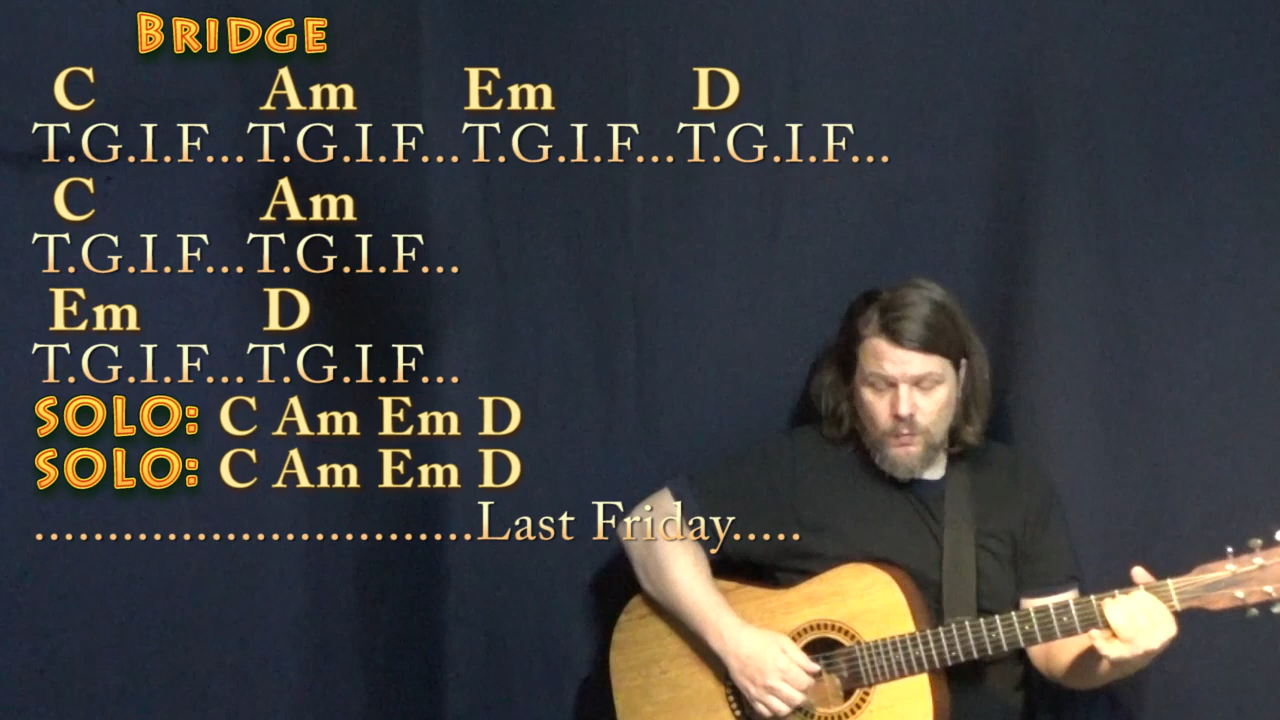 BRIDGE
C Am Em D
T.G.I.F...T.G.I.F...T.G.I.F...T.G.I.F...
C Am
T.G.I.F...T.G.I.F...
Em D
T.G.I.F...T.G.I.F...
SOLO: C Am Em D
SOLO: C Am Em D
..............................Last Friday.....